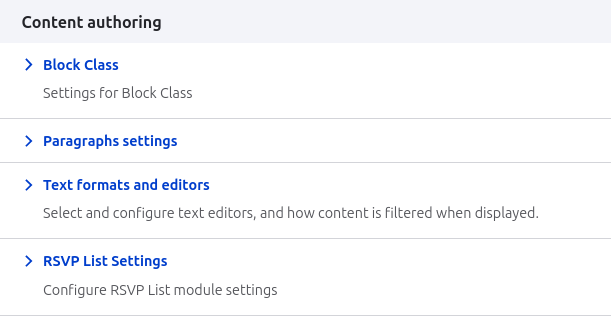 Content authoring
Block Class
Settings for Block Class
Paragraphs settings
Text formats and editors
Select and configure text editors, and how content is filtered when displayed.
RSVP List Settings
Configure RSVP List module settings